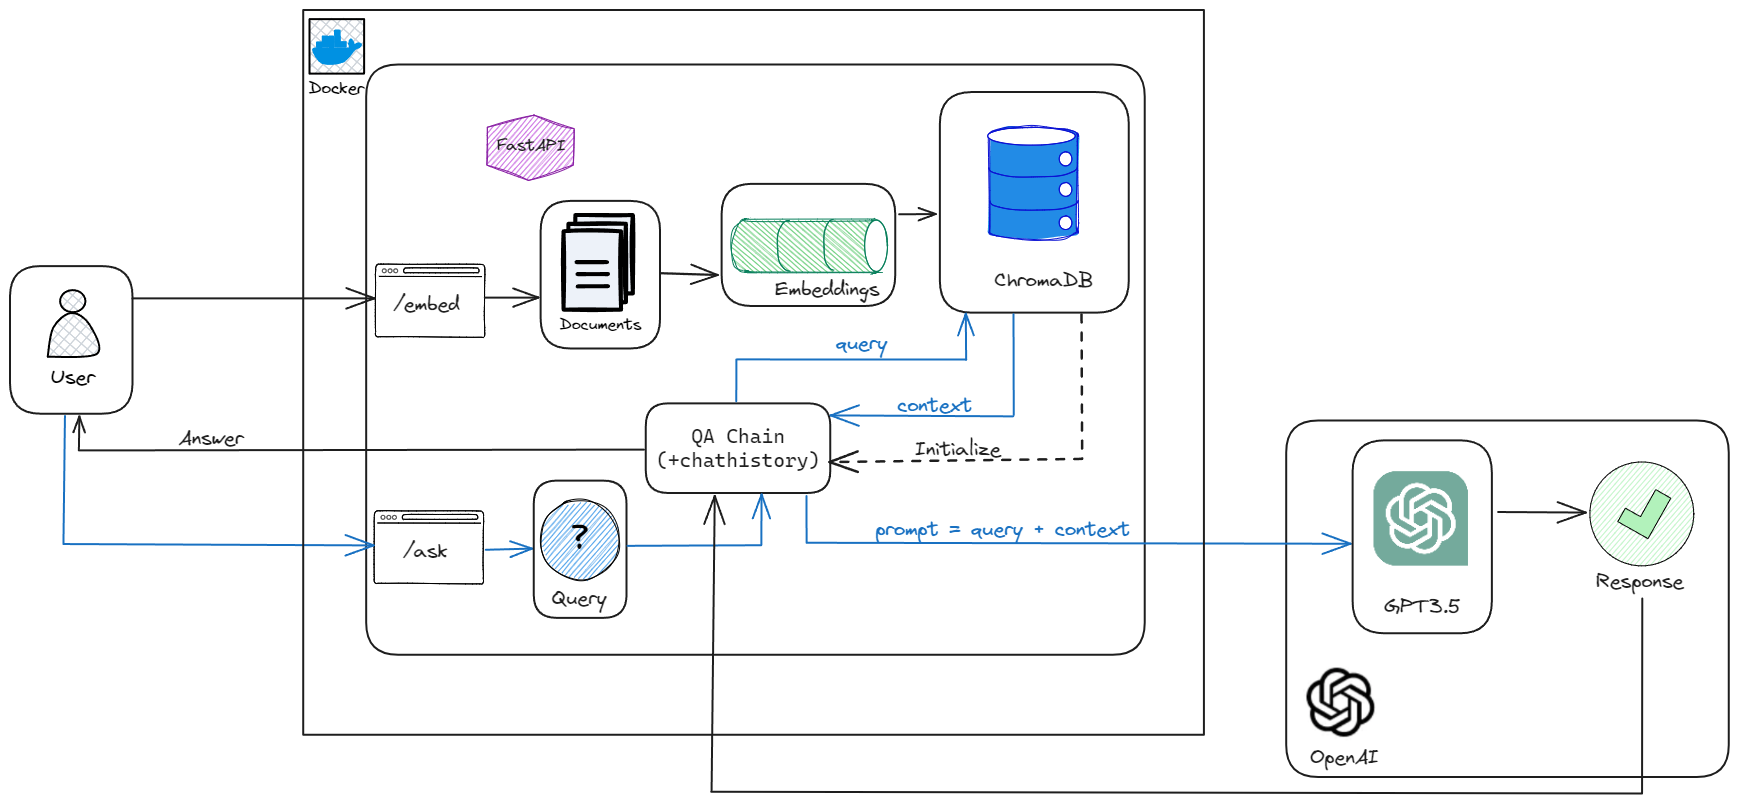 Docker
FastAPI
/embed
Documents
Embeddings
ChromaDB
User
query
context
Answer
QA Chain
(+chathistory)
Initialize
/ask
?
Query
prompt = query + context
GPT3.5
Response
OpenAI